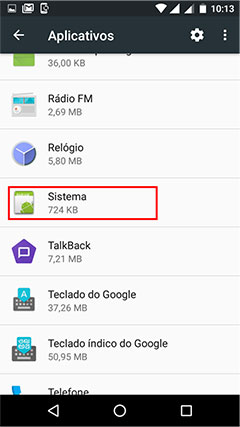 10:13
Aplicativos
36,00 KB
Rádio FM
2,69 MB
Relógio
5,80 MB
Sistema
724 KB
TalkBack
7,21 MB
Teclado do Google
37,26 MB
Teclado índico do Google
50,95 MB
Telefone